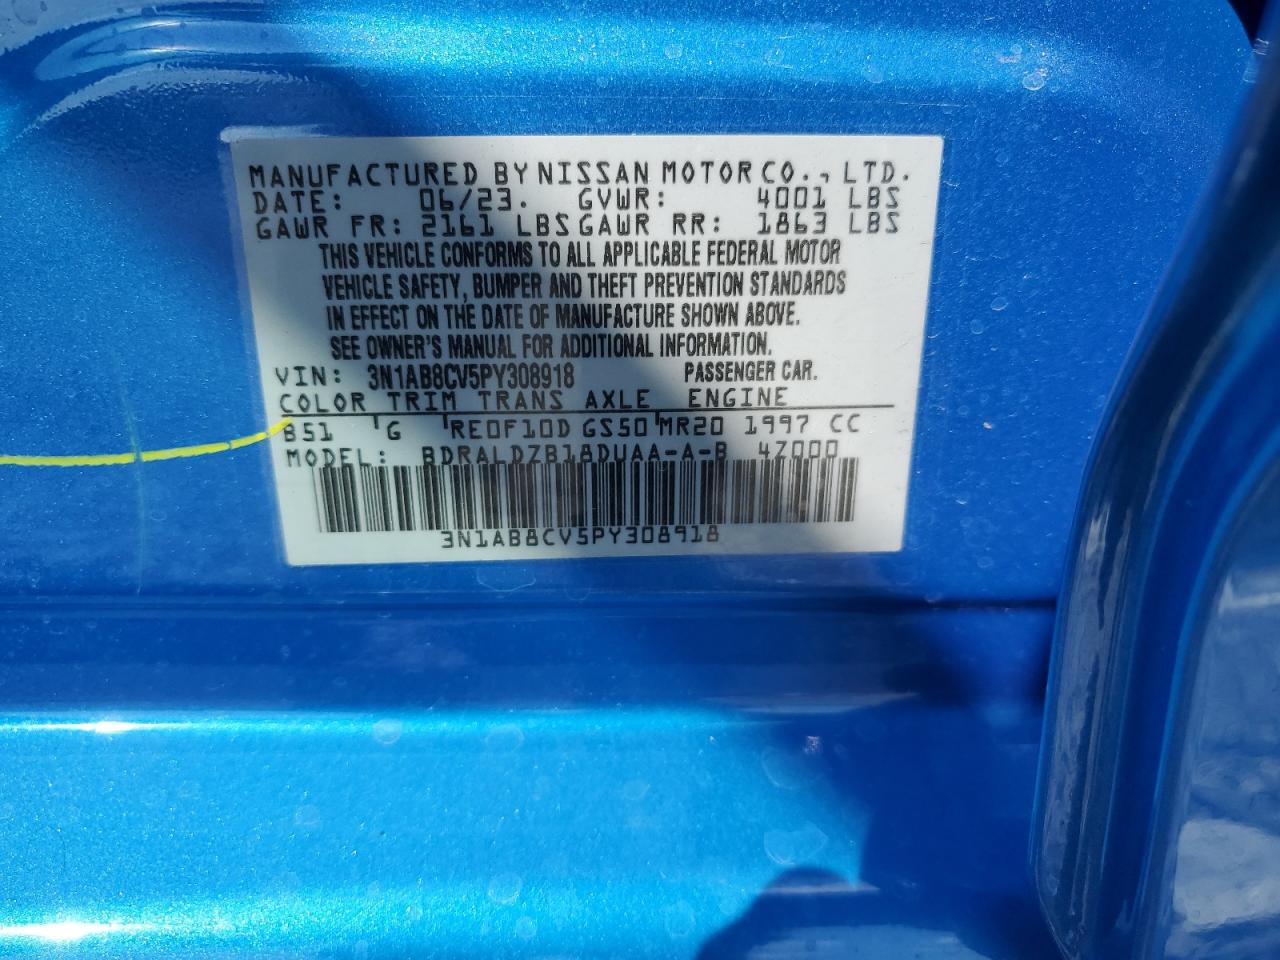 MANUFACTURED BY NISSAN MOTOR CO., LTD.
DATE: 06/23. GVWR: 4001 LBS
GAWR FR: 2161 LBS GAWR RR: 1863 LBS
THIS VEHICLE CONFORMS TO ALL APPLICABLE FEDERAL MOTOR
VEHICLE SAFETY, BUMPER AND THEFT PREVENTION STANDARDS
IN EFFECT ON THE DATE OF MANUFACTURE SHOWN ABOVE.
SEE OWNER'S MANUAL FOR ADDITIONAL INFORMATION.
VIN: 3N1AB8CV5PY308918 PASSENGER CAR.
COLOR TRIM TRANS AXLE ENGINE
B51 G RE0F10D GS50 MR20 1997 CC
MODEL: BDRALDZB18DUAA-A-B 4Z000
3N1AB8CV5PY308918